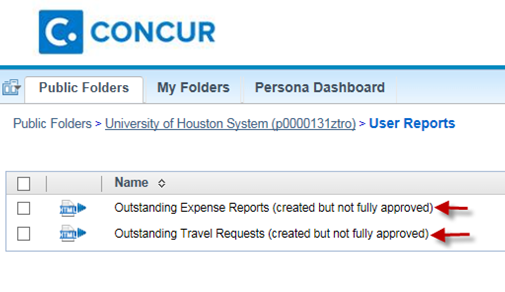 C. CONCUR
Public Folders My Folders Persona Dashboard
Public Folders > University of Houston System (p0000131ztro) > User Reports
Name
Outstanding Expense Reports (created but not fully approved)
Outstanding Travel Requests (created but not fully approved)